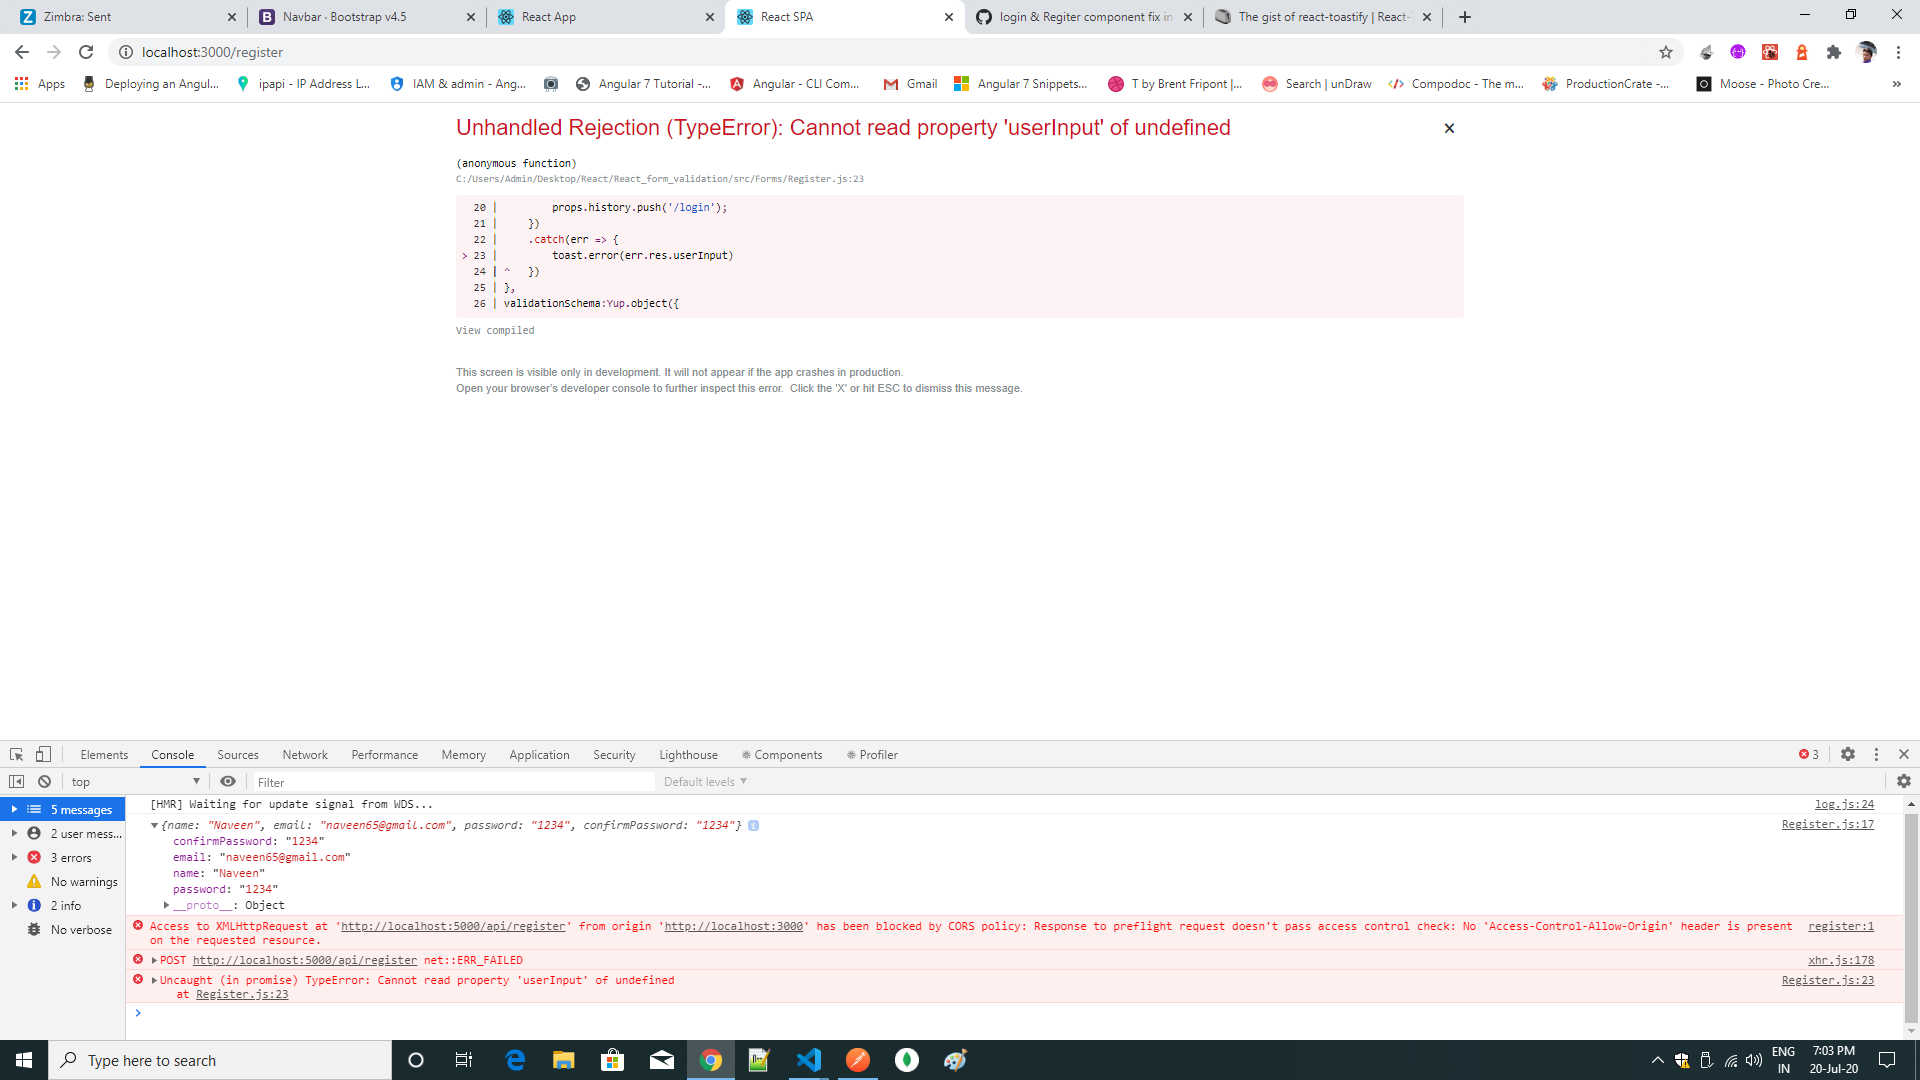 Zimbra: Sent
Navbar · Bootstrap v4.5
React App
React SPA
login & Regiter component fix in
The gist of react-toastify | React-T
localhost:3000/register
Apps
Deploying an Angul...
ipapi - IP Address L...
IAM & admin - Ang...
Angular 7 Tutorial -...
Angular - CLI Com...
Gmail
Angular 7 Snippets...
T by Brent Fripont |...
Search | unDraw
Compodoc - The m...
ProductionCrate -...
Moose - Photo Cre...
»
Unhandled Rejection (TypeError): Cannot read property 'userInput' of undefined
(anonymous function)
C:/Users/Admin/Desktop/React/React_form_validation/src/Forms/Register.js:23
20 | props.history.push('/login');
21 | })
22 | .catch(err => {
> 23 | toast.error(err.res.userInput)
24 | ^ })
25 | },
26 | validationSchema:Yup.object({
View compiled
This screen is visible only in development. It will not appear if the app crashes in production.
Open your browser's developer console to further inspect this error. Click the 'X' or hit ESC to dismiss this message.
Elements
Console
Sources
Network
Performance
Memory
Application
Security
Lighthouse
Components
Profiler
3
top
Filter
Default levels
5 messages
2 user mess...
3 errors
No warnings
2 info
No verbose
[HMR] Waiting for update signal from WDS...
log.js:24
{name: "Naveen", email: "naveen65@gmail.com", password: "1234", confirmPassword: "1234"}
Register.js:17
confirmPassword: "1234"
email: "naveen65@gmail.com"
name: "Naveen"
password: "1234"
__proto__: Object
Access to XMLHttpRequest at 'http://localhost:5000/api/register' from origin 'http://localhost:3000' has been blocked by CORS policy: Response to preflight request doesn't pass access control check: No 'Access-Control-Allow-Origin' header is present
register:1
on the requested resource.
POST http://localhost:5000/api/register net::ERR_FAILED
xhr.js:178
Uncaught (in promise) TypeError: Cannot read property 'userInput' of undefined
Register.js:23
at Register.js:23
Type here to search
ENG
IN
7:03 PM
20-Jul-20